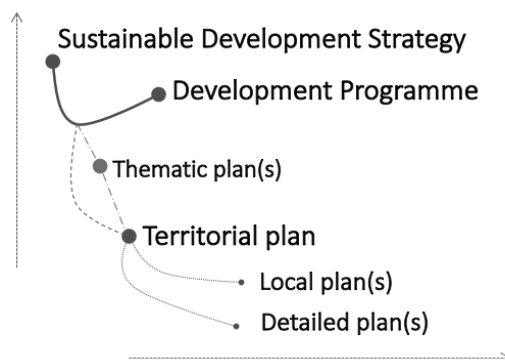 Sustainable Development Strategy
Development Programme
Thematic plan(s)
Territorial plan
Local plan(s)
Detailed plan(s)